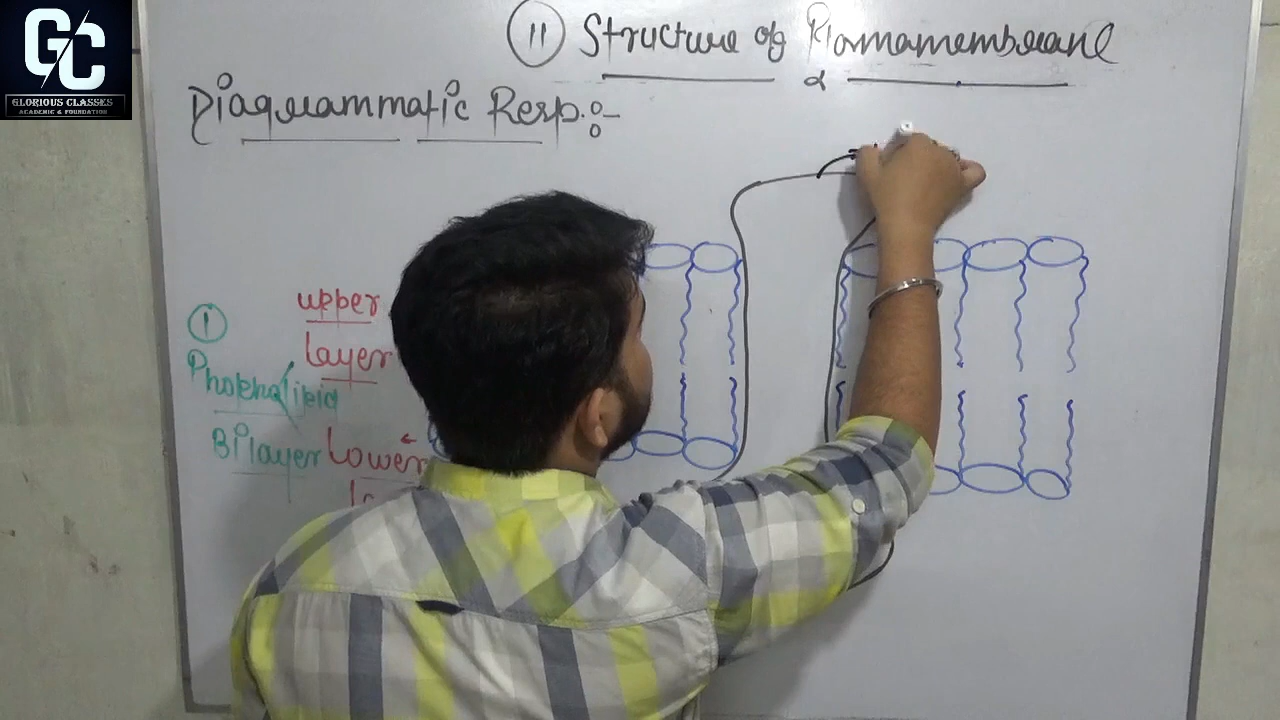 GC
GLORIOUS CLASSES
ACADEMIC & FOUNDATION
11 Structure of Plasmamembrane
Diagrammatic Resp.:-
1
upper
layer
Phospholipid
Bilayer
Lower